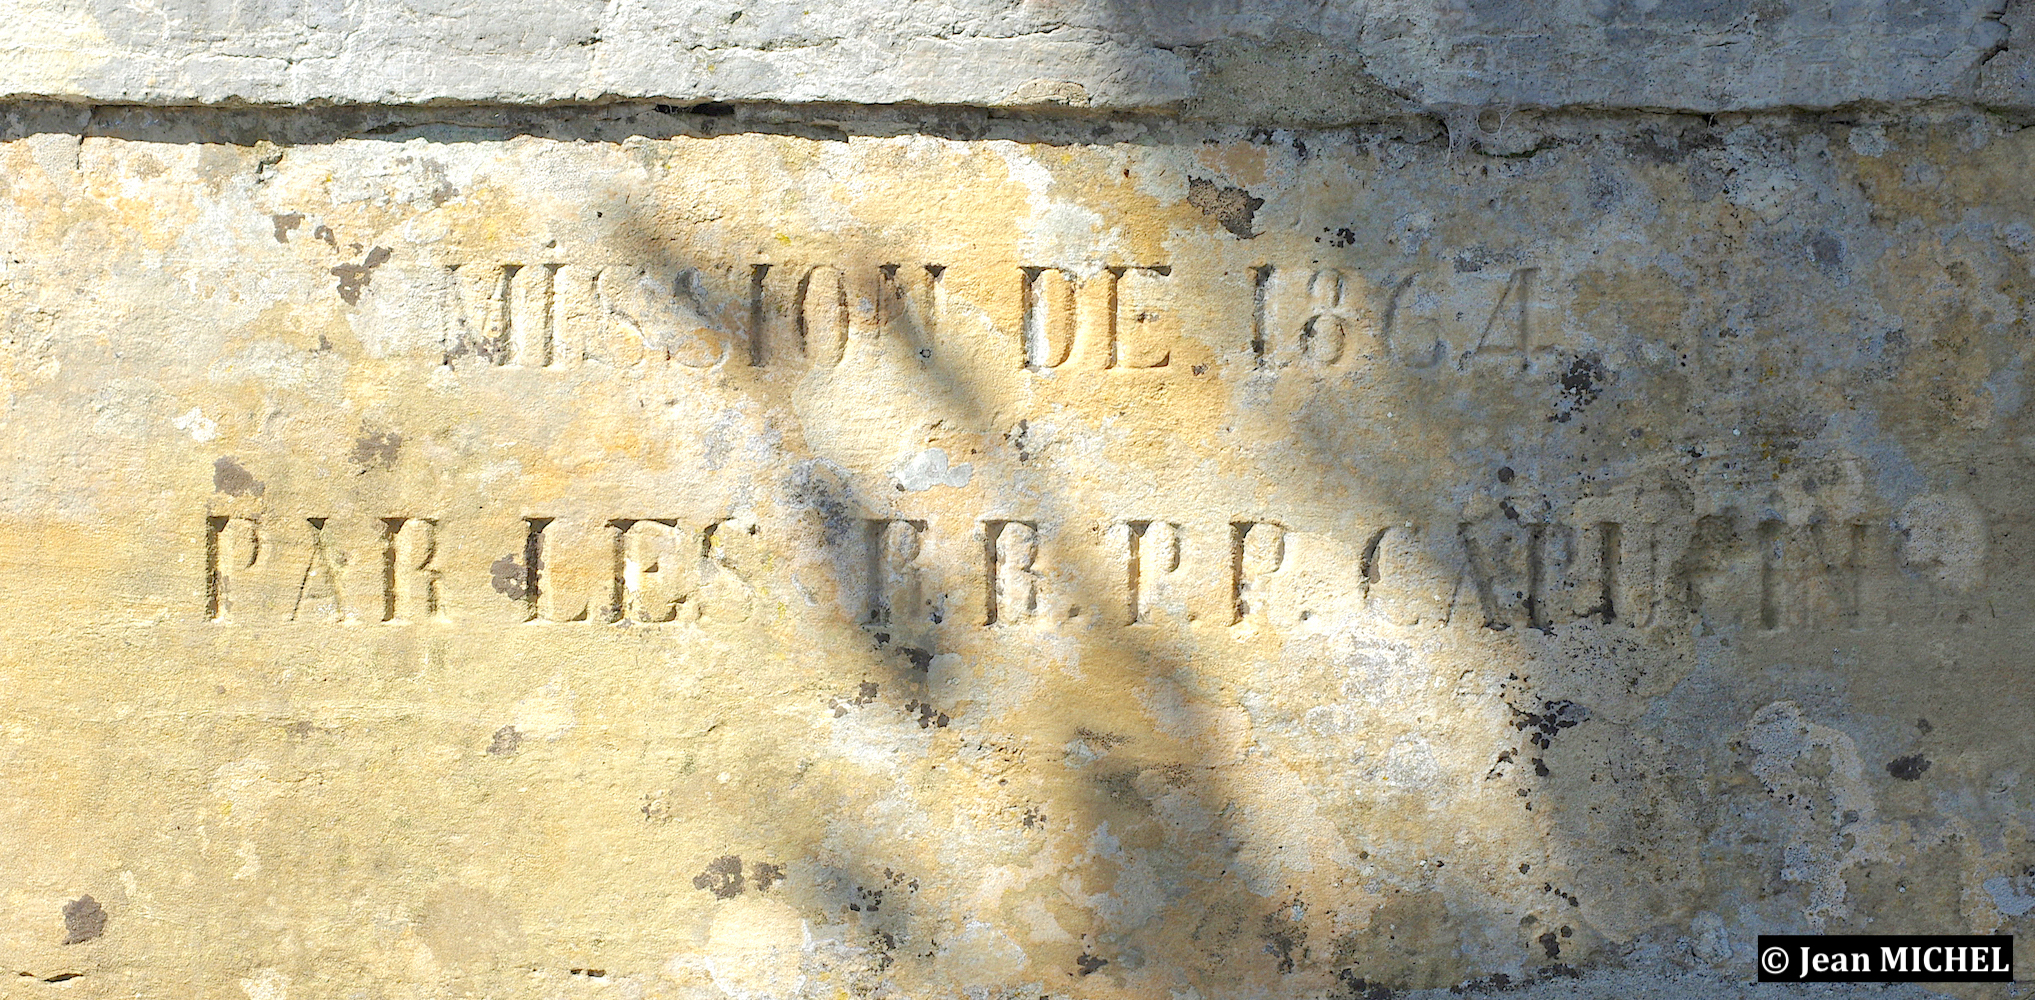 MISSION DE 1864
PAR LES R.R.P.P. CAPUCINS.
© Jean MICHEL